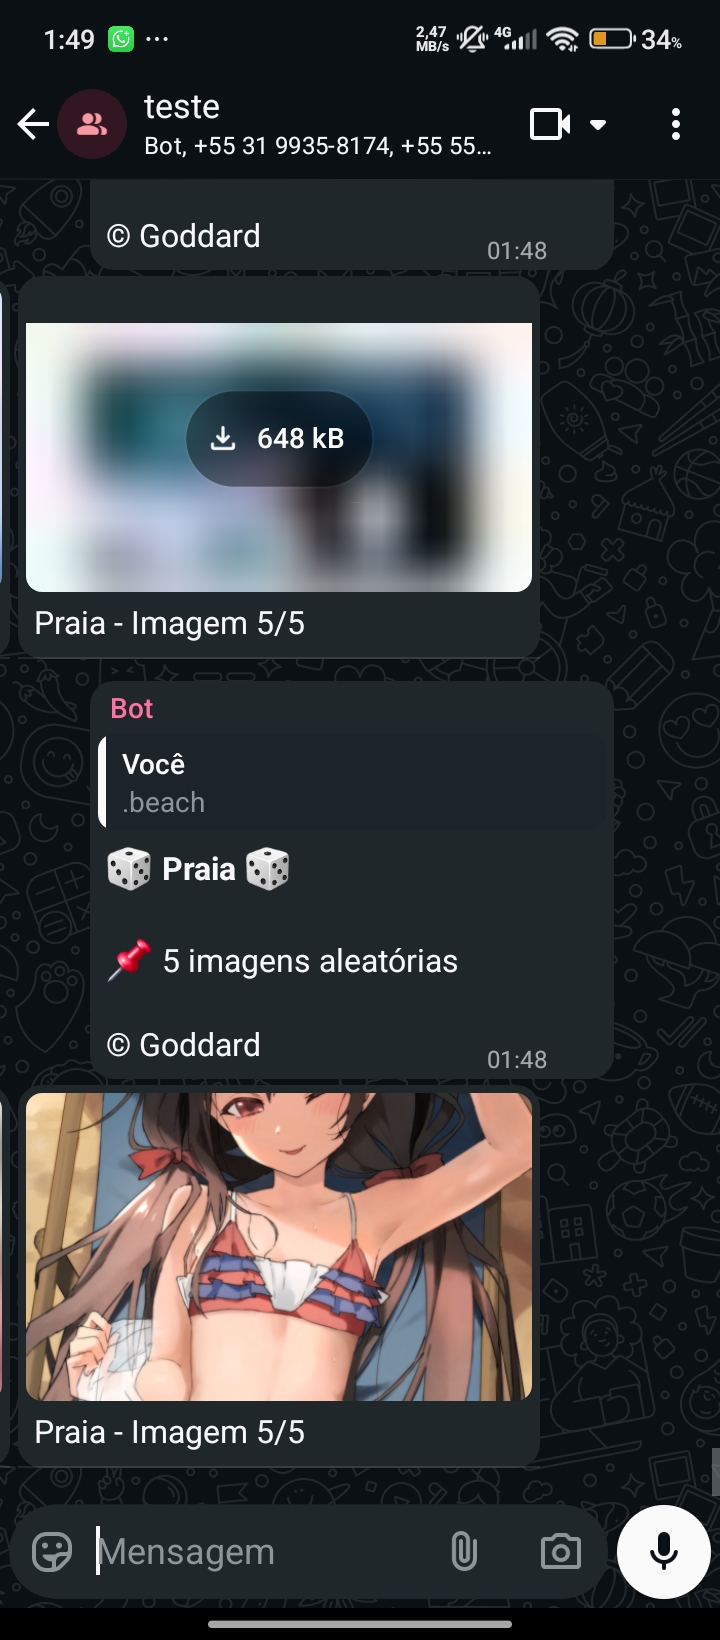 1:49
2,47
MB/s
4G
34%
teste
Bot, +55 31 9935-8174, +55 55...
© Goddard
01:48
648 kB
Praia - Imagem 5/5
Bot
Você
.beach
🎲 Praia 🎲
📌 5 imagens aleatórias
© Goddard
01:48
Praia - Imagem 5/5
Mensagem